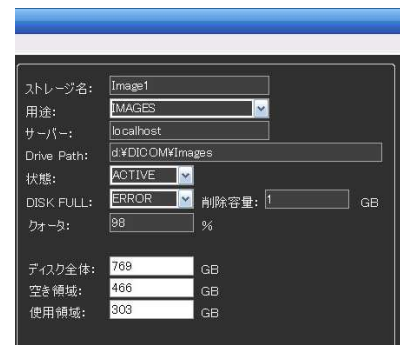 ストレージ名: Image1
用途: IMAGES
サーバー: localhost
Drive Path: d:¥DICOM¥Images
状態: ACTIVE
DISK FULL: ERROR 削除容量: 1 GB
クォータ: 98 %
ディスク全体: 769 GB
空き領域: 466 GB
使用領域: 303 GB